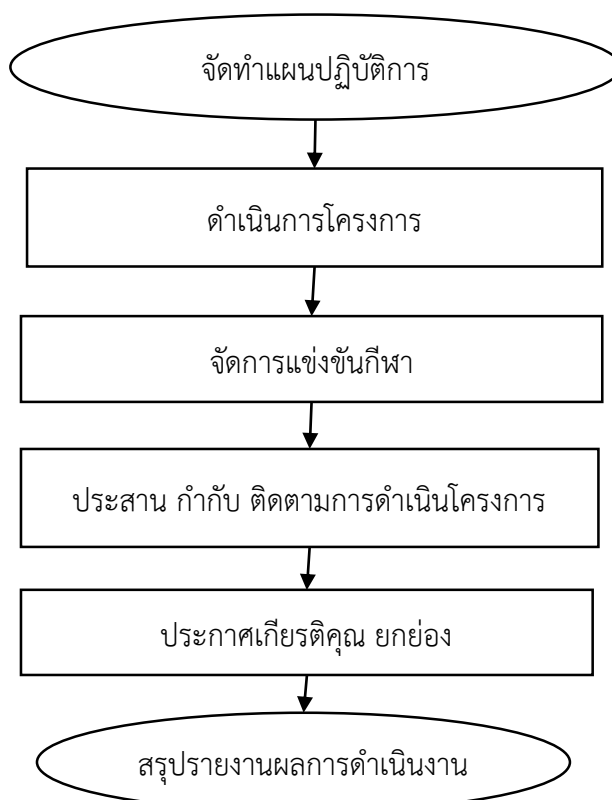 จัดทำแผนปฏิบัติการ
ดำเนินการโครงการ
จัดการแข่งขันกีฬา
ประสาน กำกับ ติดตามการดำเนินโครงการ
ประกาศเกียรติคุณ ยกย่อง
สรุปรายงานผลการดำเนินงาน